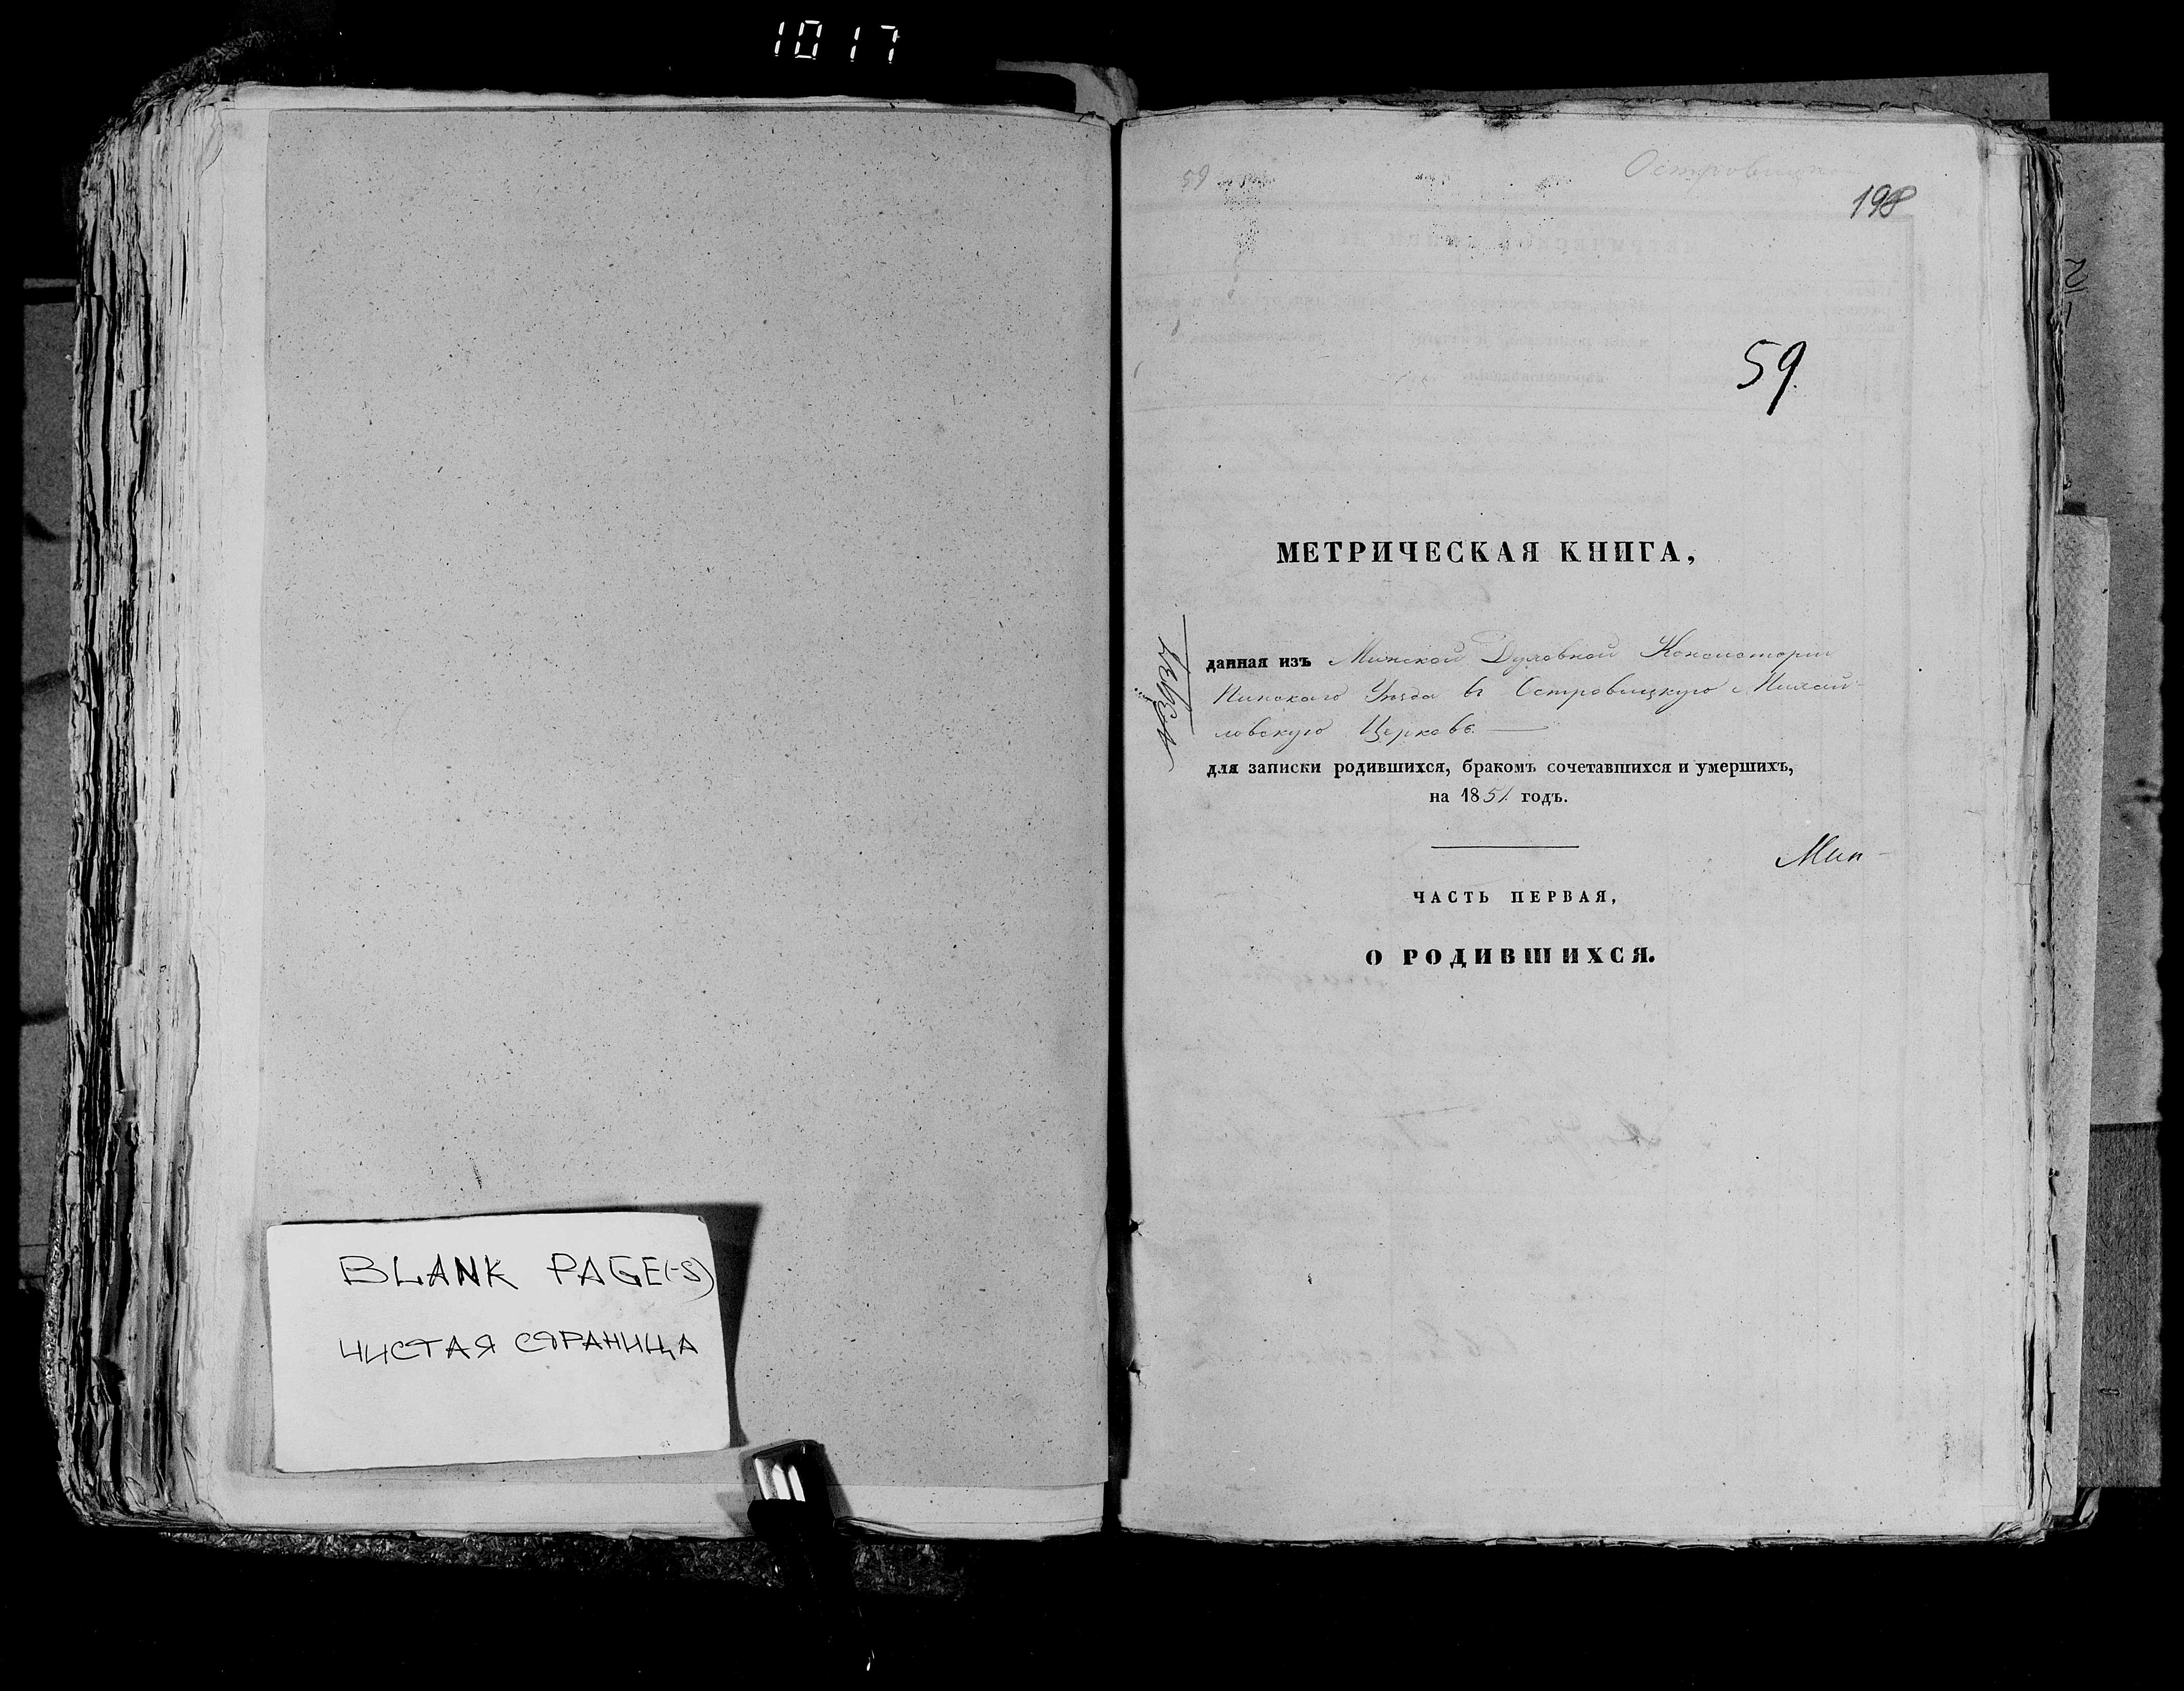 1017
BLANK PAGE(-S)
ЧИСТАЯ СТРАНИЦА
59
Островицко
198
59.
МЕТРИЧЕСКАЯ КНИГА,
данная изъ Минской Духовной Консисторіи
Пинскаго Уѣзда въ Островицкую Михай-
ловскую Церковь
для записки родившихся, бракомъ сочетавшихся и умершихъ,
на 1851. годъ.
Мин-
ЧАСТЬ ПЕРВАЯ,
О РОДИВШИХСЯ.